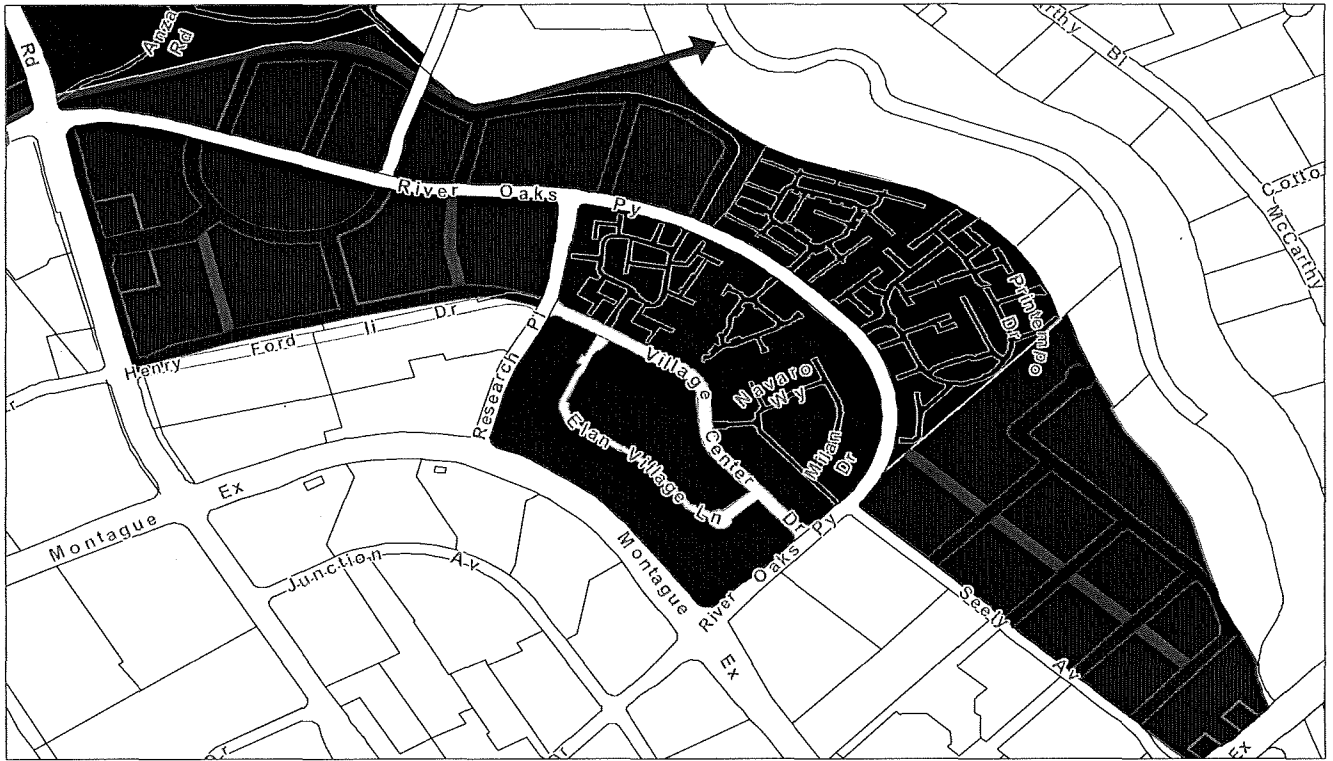 Rd
Anza
Rd
McCarthy
Bl
River Oaks Py
Printempo
Dr
Henry Ford Ii Dr
Research Pl
Village Center Dr
Navaro
Wy
Milan
Dr
Elan Village Ln
Montague Ex
Junction Av
Montague Ex
River Oaks Py
Seely Av
Ex